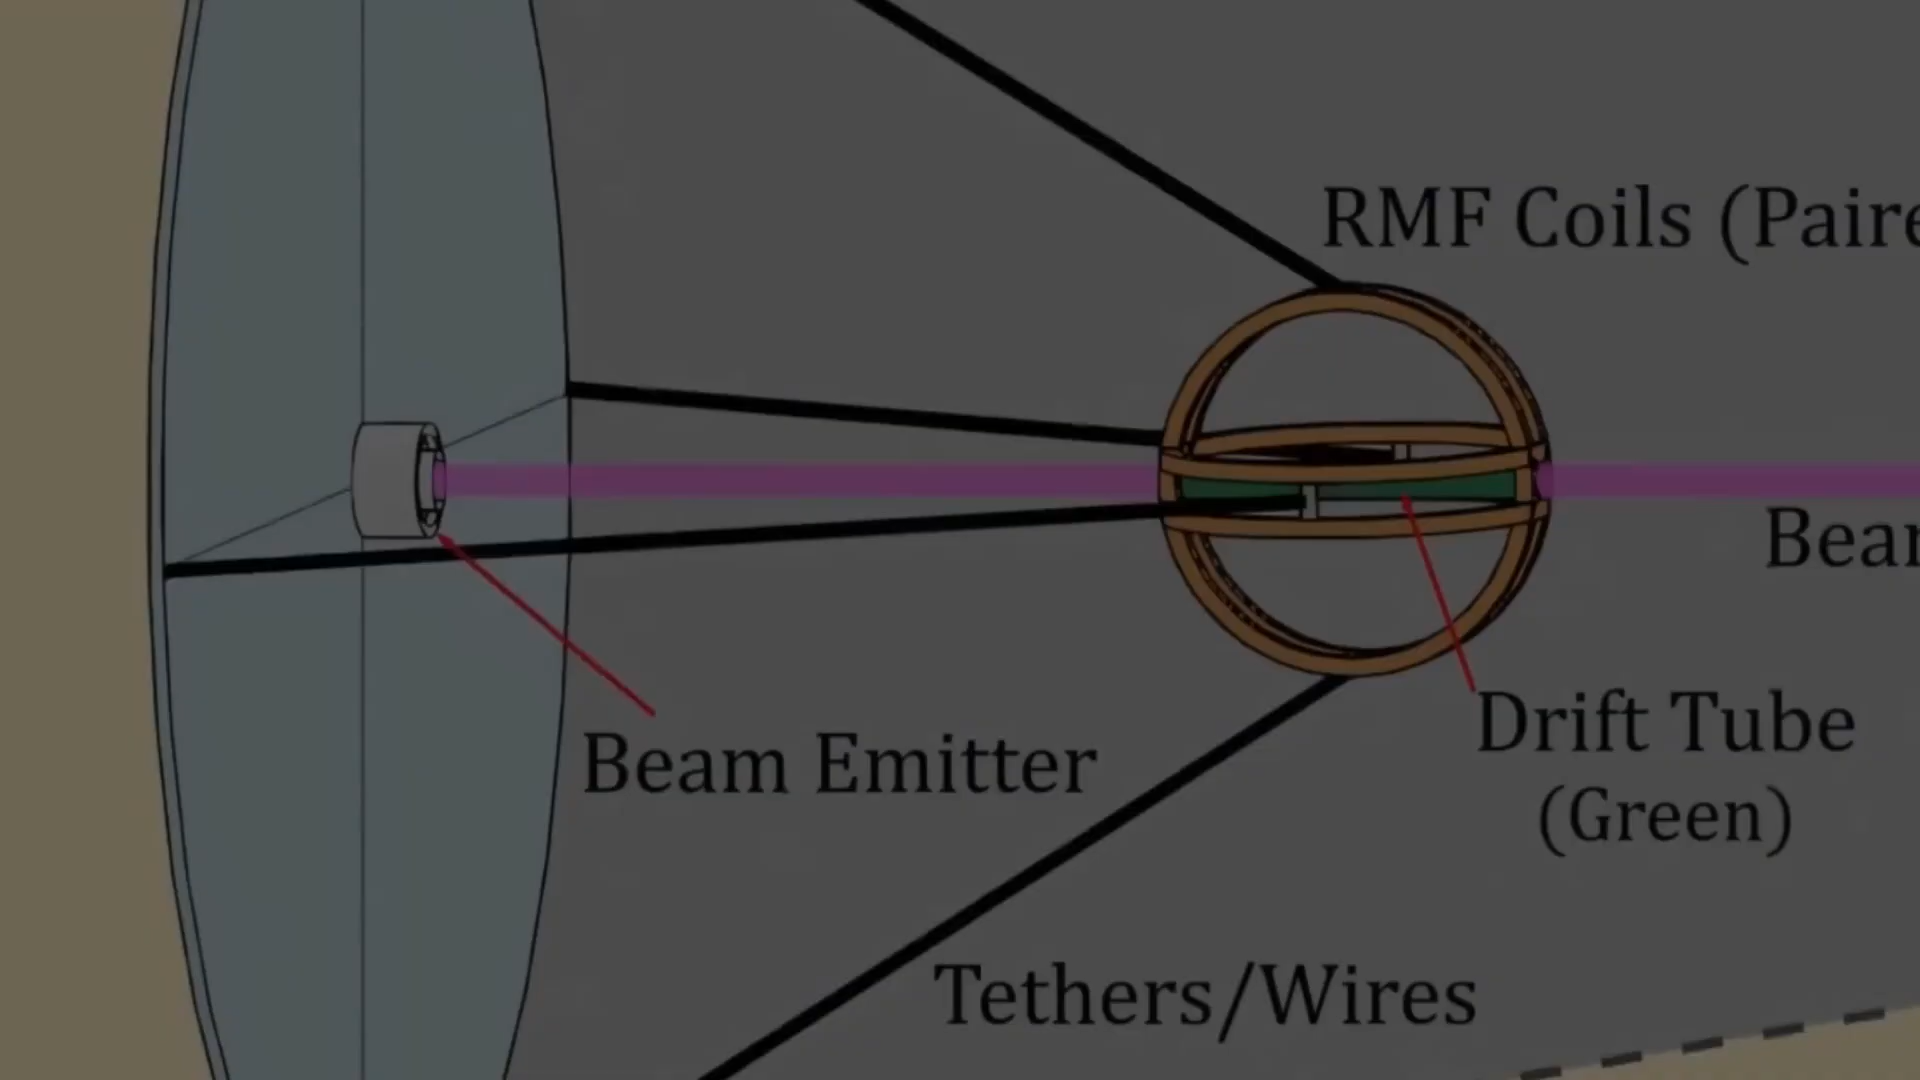 RMF Coils (Paire
Bear
Beam Emitter
Drift Tube
(Green)
Tethers/Wires